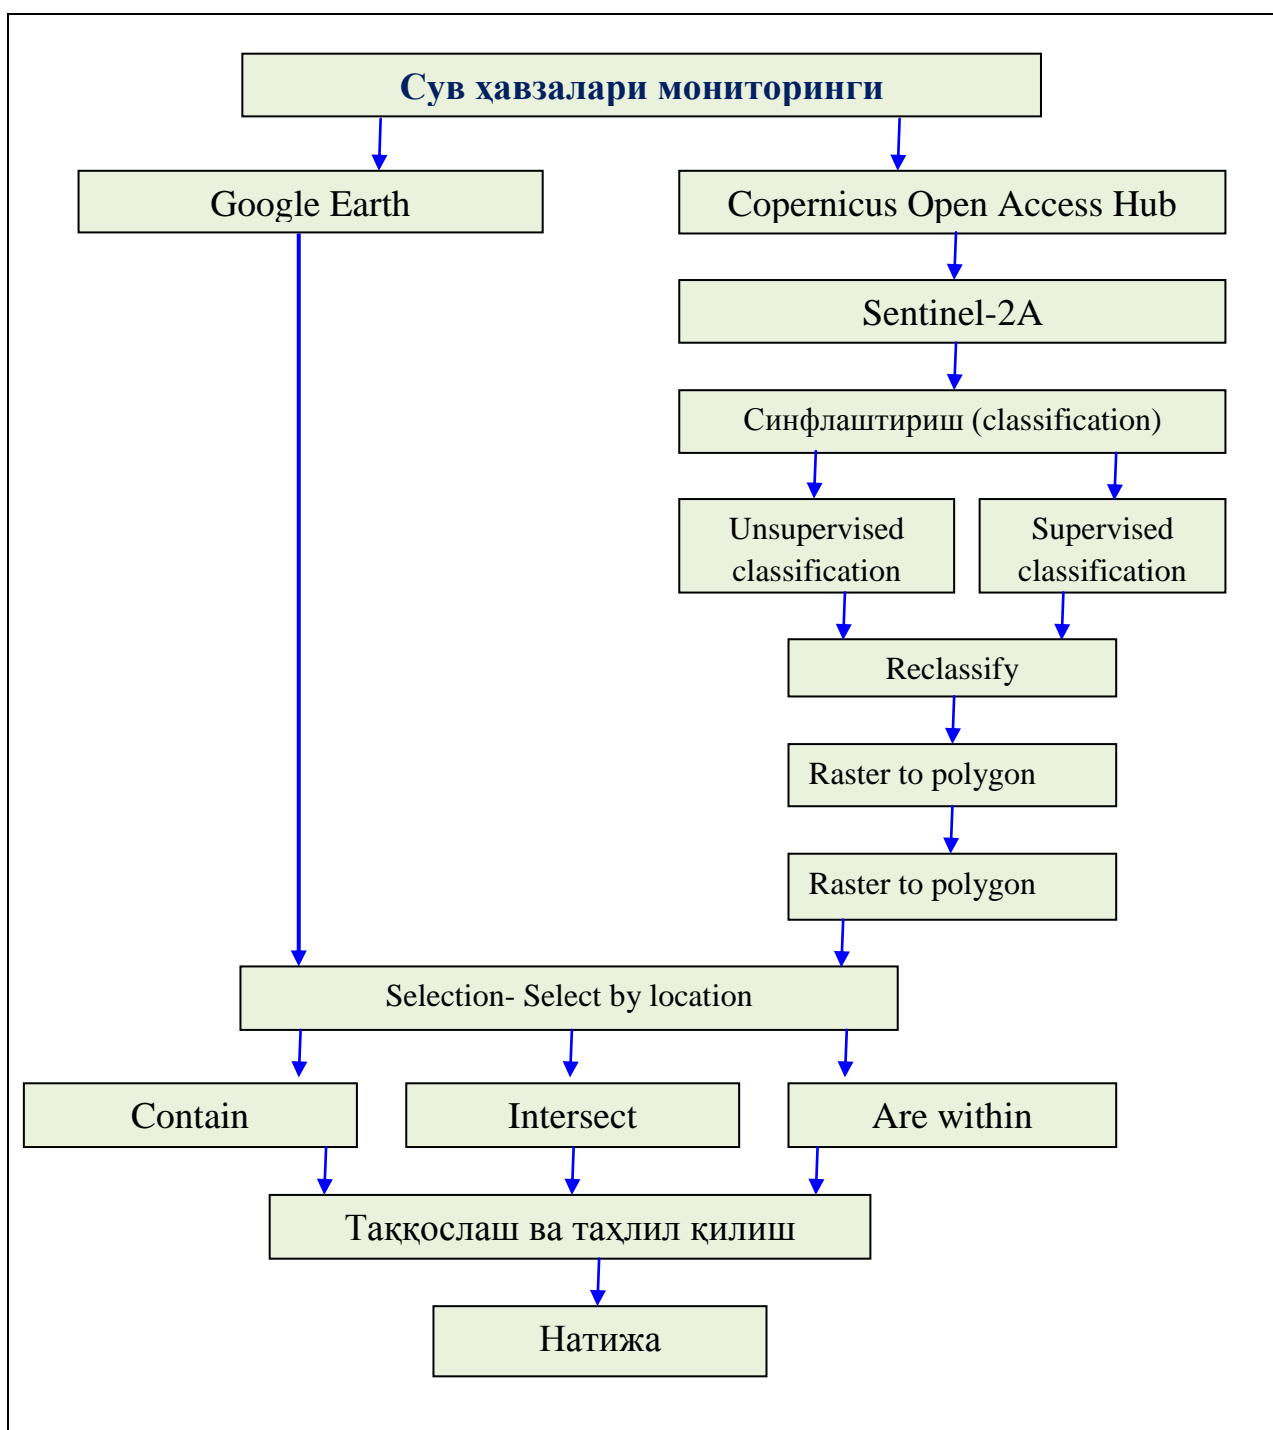 Сув ҳавзалари мониторинги
Google Earth
Copernicus Open Access Hub
Sentinel-2A
Синфлаштириш (classification)
Unsupervised
classification
Supervised
classification
Reclassify
Raster to polygon
Raster to polygon
Selection- Select by location
Contain
Intersect
Are within
Таққослаш ва таҳлил қилиш
Натижа